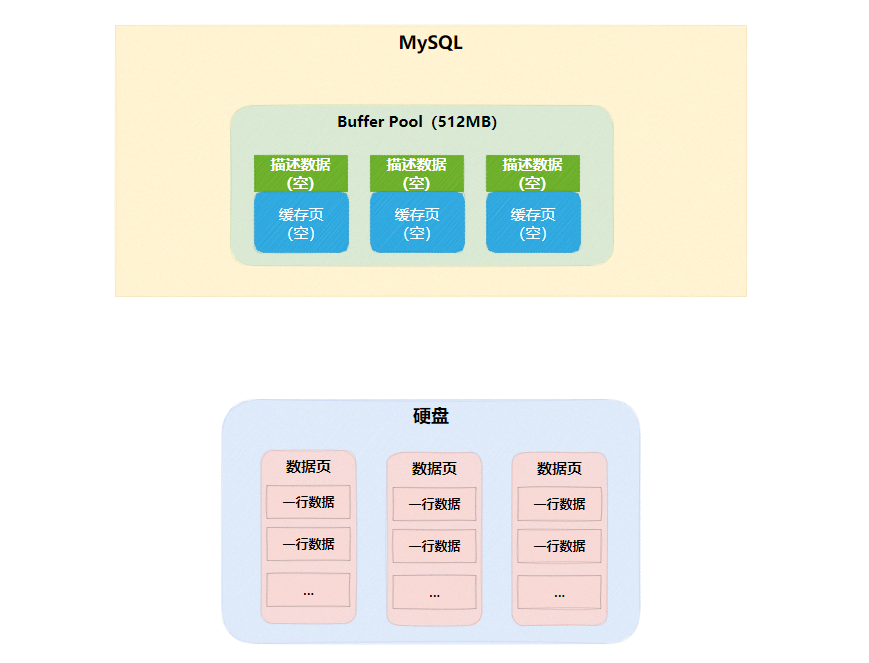 MySQL
Buffer Pool（512MB）
描述数据
(空)
描述数据
(空)
描述数据
(空)
缓存页
（空）
缓存页
（空）
缓存页
（空）
硬盘
数据页
一行数据
一行数据
...
数据页
一行数据
一行数据
...
数据页
一行数据
一行数据
...